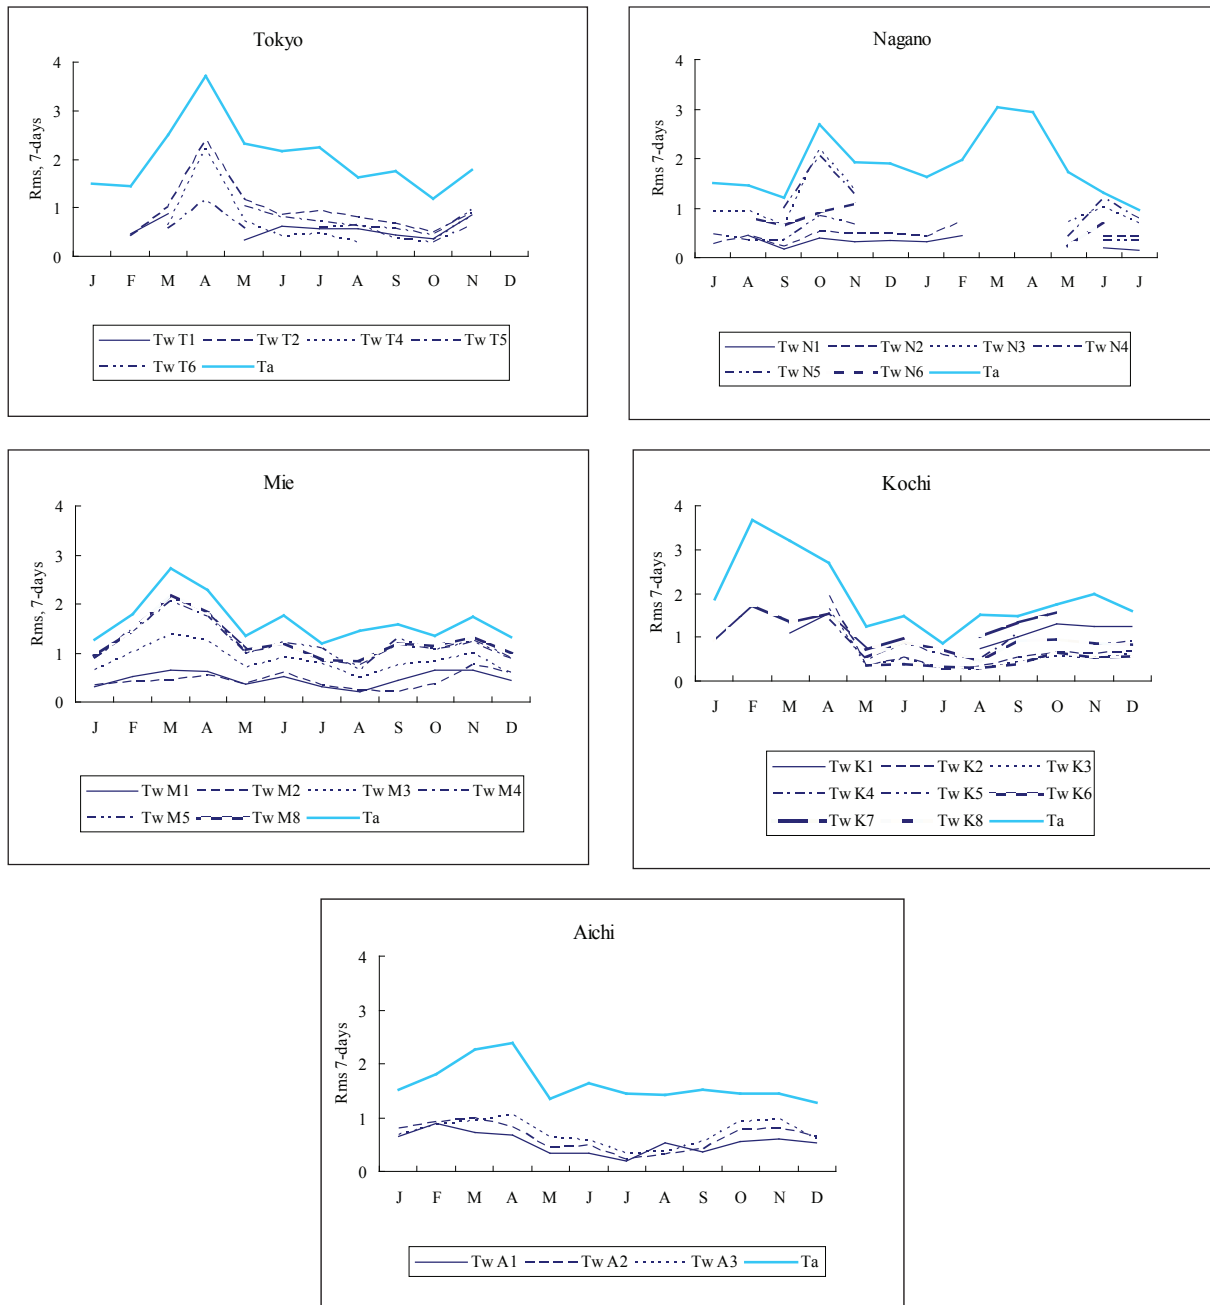 Tokyo
Rms, 7-days
4
3
2
1
0
J F M A M J J A S O N D
Tw T1 Tw T2 Tw T4 Tw T5
Tw T6 Ta
Nagano
Rms 7-days
4
3
2
1
0
J A S O N D J F M A M J J
Tw N1 Tw N2 Tw N3 Tw N4
Tw N5 Tw N6 Ta
Mie
Rms, 7-days
4
3
2
1
0
J F M A M J J A S O N D
Tw M1 Tw M2 Tw M3 Tw M4
Tw M5 Tw M8 Ta
Kochi
Rms 7-days
4
3
2
1
0
J F M A M J J A S O N D
Tw K1 Tw K2 Tw K3
Tw K4 Tw K5 Tw K6
Tw K7 Tw K8 Ta
Aichi
Rms 7-days
4
3
2
1
0
J F M A M J J A S O N D
Tw A1 Tw A2 Tw A3 Ta